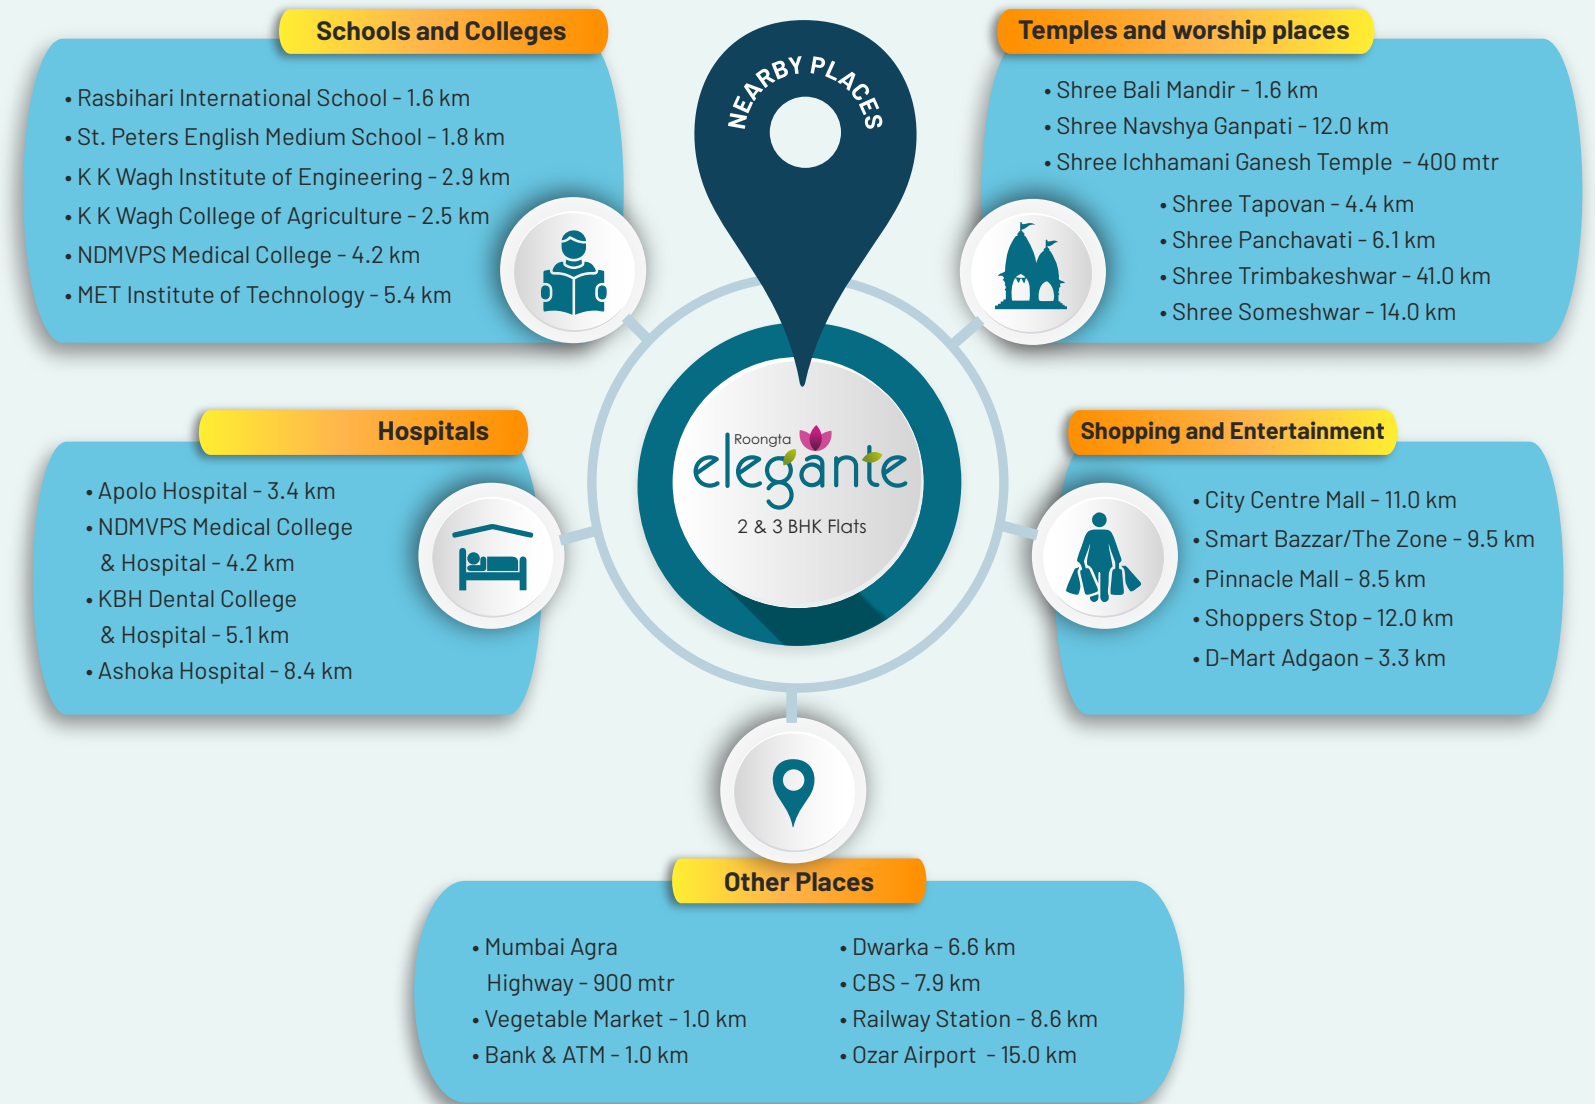 Schools and Colleges
• Rasbihari International School - 1.6 km
• St. Peters English Medium School - 1.8 km
• K K Wagh Institute of Engineering - 2.9 km
• K K Wagh College of Agriculture - 2.5 km
• NDMVPS Medical College - 4.2 km
• MET Institute of Technology - 5.4 km
NEARBY PLACES
Temples and worship places
• Shree Bali Mandir - 1.6 km
• Shree Navshya Ganpati - 12.0 km
• Shree Ichhamani Ganesh Temple - 400 mtr
• Shree Tapovan - 4.4 km
• Shree Panchavati - 6.1 km
• Shree Trimbakeshwar - 41.0 km
• Shree Someshwar - 14.0 km
Roongta
elegante
2 & 3 BHK Flats
Hospitals
• Apolo Hospital - 3.4 km
• NDMVPS Medical College
& Hospital - 4.2 km
• KBH Dental College
& Hospital - 5.1 km
• Ashoka Hospital - 8.4 km
Shopping and Entertainment
• City Centre Mall - 11.0 km
• Smart Bazzar/The Zone - 9.5 km
• Pinnacle Mall - 8.5 km
• Shoppers Stop - 12.0 km
• D-Mart Adgaon - 3.3 km
Other Places
• Mumbai Agra
Highway - 900 mtr
• Vegetable Market - 1.0 km
• Bank & ATM - 1.0 km
• Dwarka - 6.6 km
• CBS - 7.9 km
• Railway Station - 8.6 km
• Ozar Airport - 15.0 km